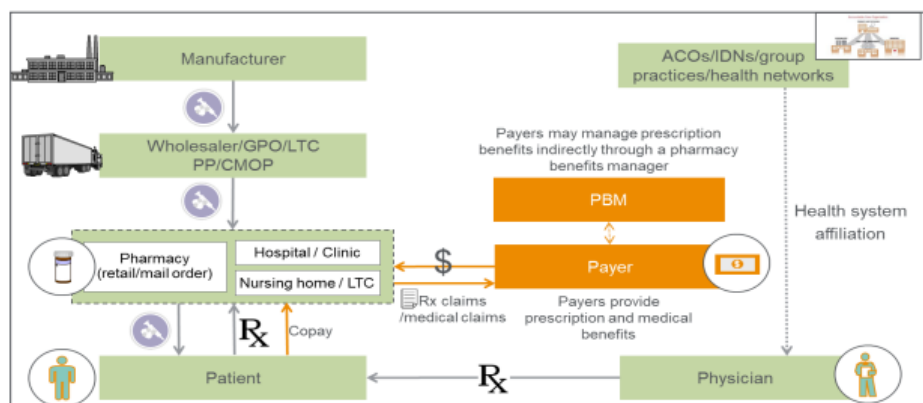 Manufacturer
ACOs/IDNs/group
practices/health networks
Wholesaler/GPO/LTC
PP/CMOP
Payers may manage prescription
benefits indirectly through a pharmacy
benefits manager
PBM
Health system
affiliation
Pharmacy
(retail/mail order)
Hospital / Clinic
Nursing home / LTC
$
Payer
Rx claims
/medical claims
Payers provide
prescription and medical
benefits
Rx
Copay
Patient
Rx
Physician